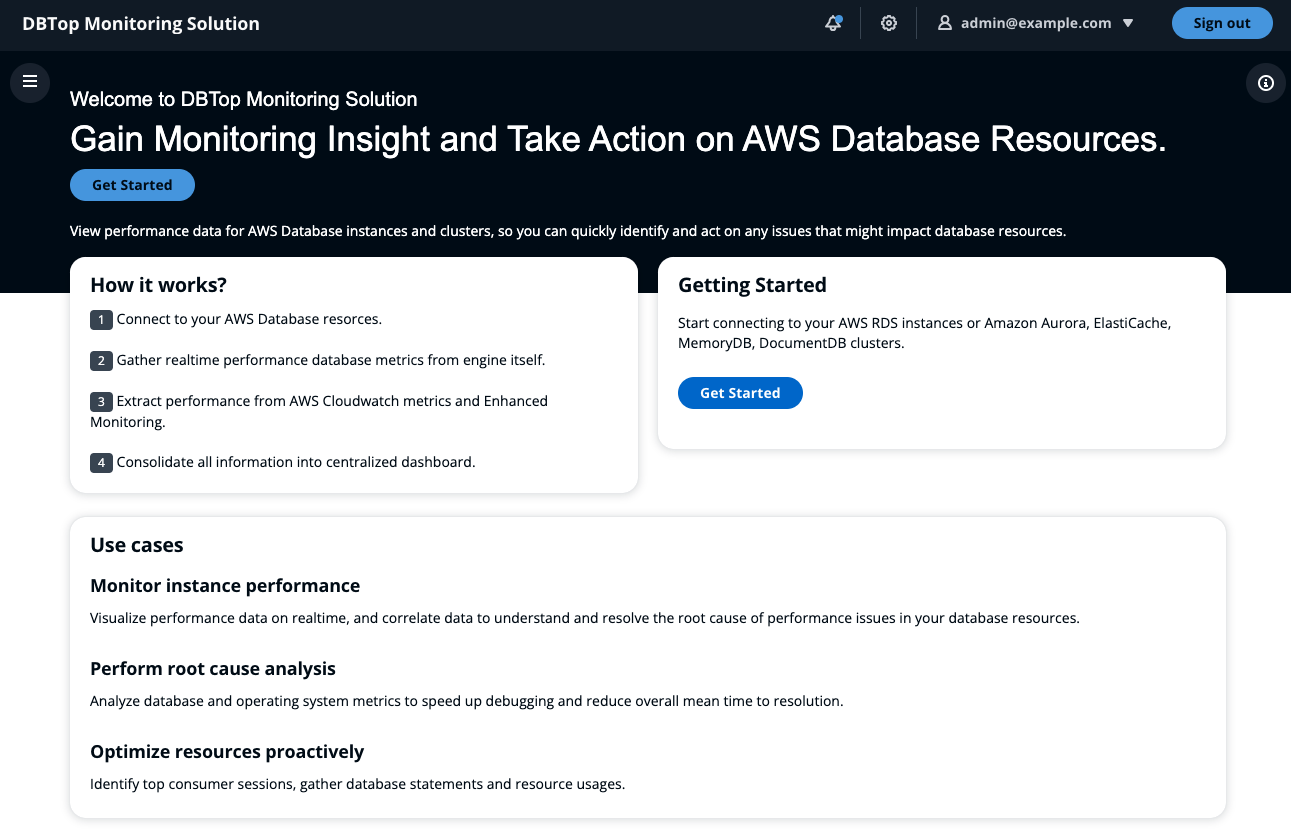 DBTop Monitoring Solution
admin@example.com
Sign out
Welcome to DBTop Monitoring Solution
Gain Monitoring Insight and Take Action on AWS Database Resources.
Get Started
View performance data for AWS Database instances and clusters, so you can quickly identify and act on any issues that might impact database resources.
How it works?
1 Connect to your AWS Database resorces.
2 Gather realtime performance database metrics from engine itself.
3 Extract performance from AWS Cloudwatch metrics and Enhanced
Monitoring.
4 Consolidate all information into centralized dashboard.
Getting Started
Start connecting to your AWS RDS instances or Amazon Aurora, ElastiCache,
MemoryDB, DocumentDB clusters.
Get Started
Use cases
Monitor instance performance
Visualize performance data on realtime, and correlate data to understand and resolve the root cause of performance issues in your database resources.
Perform root cause analysis
Analyze database and operating system metrics to speed up debugging and reduce overall mean time to resolution.
Optimize resources proactively
Identify top consumer sessions, gather database statements and resource usages.